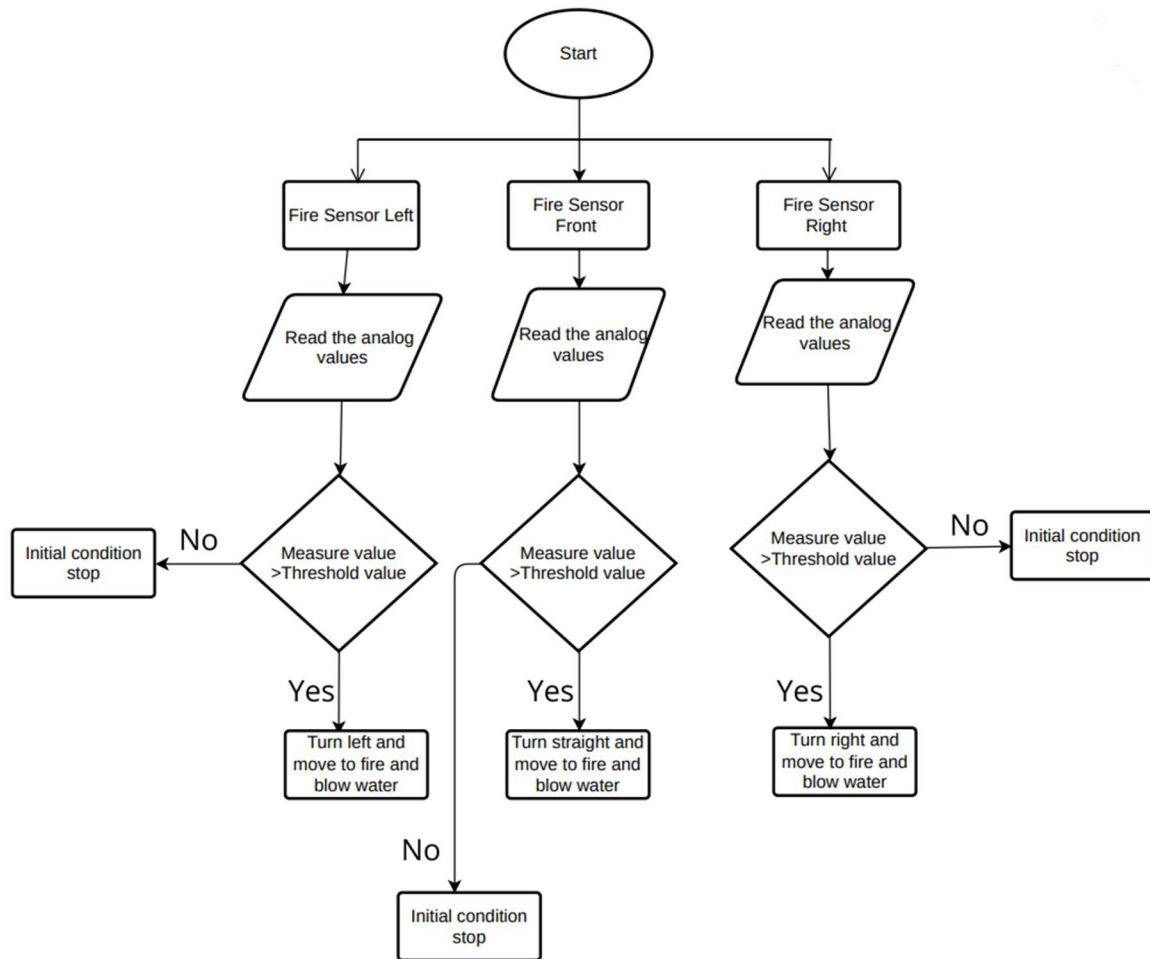 Start
Fire Sensor Left
Fire Sensor
Front
Fire Sensor
Right
Read the analog
values
Read the analog
values
Read the analog
values
Initial condition
stop
No
Measure value
>Threshold value
Measure value
>Threshold value
Measure value
>Threshold value
No
Initial condition
stop
Yes
Yes
Yes
Turn left and
move to fire and
blow water
Turn straight and
move to fire and
blow water
Turn right and
move to fire and
blow water
No
Initial condition
stop